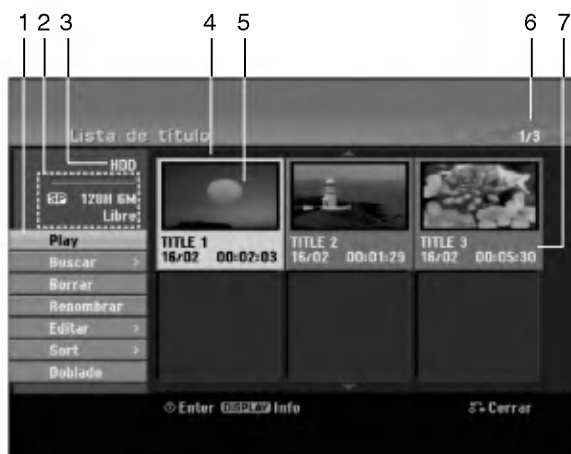 1 2 3 4 5 6 7
Lista de título
1/3
HDD
SP 128H 6M
Libre
Play
Buscar >
Borrar
Renombrar
Editar >
Sort >
Doblado
TITLE 1
16/02 00:02:03
TITLE 2
16/02 00:01:29
TITLE 3
16/02 00:05:30
Enter DISPLAY Info
Cerrar